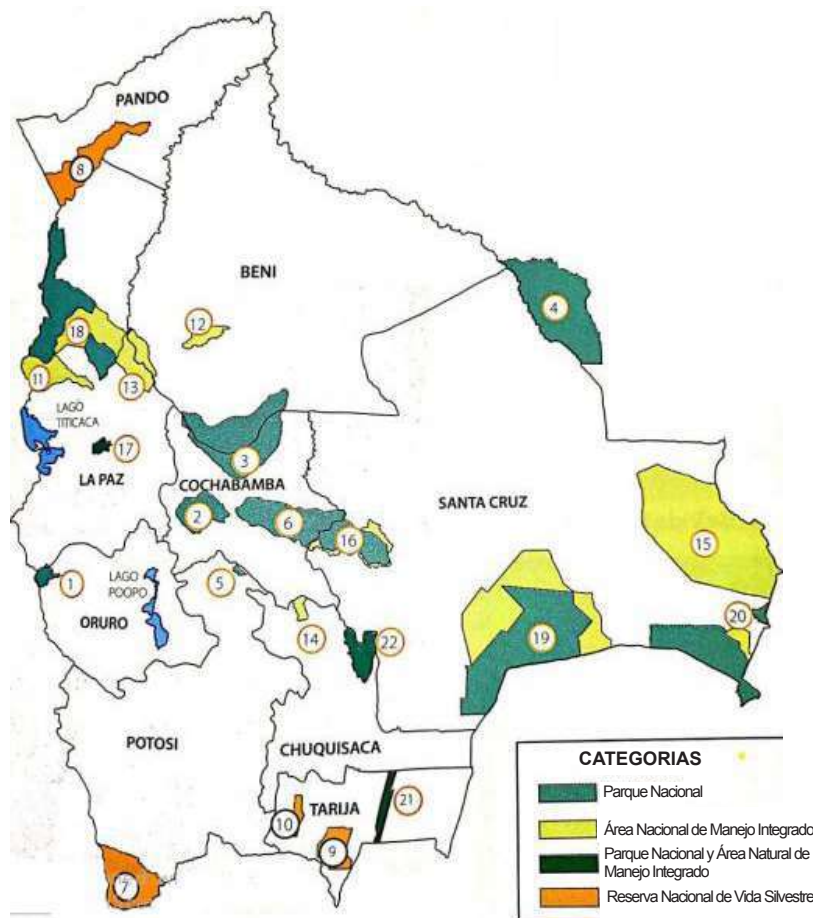 PANDO
8
BENI
12
4
18
11
13
LAGO
TITICACA
17
LA PAZ
3
COCHABAMBA
2
6
16
SANTA CRUZ
15
1
LAGO
POOPO
5
ORURO
14
22
19
20
POTOSI
CHUQUISACA
TARIJA
21
10
9
7
CATEGORIAS
Parque Nacional
Área Nacional de Manejo Integrado
Parque Nacional y Área Natural de
Manejo Integrado
Reserva Nacional de Vida Silvestre